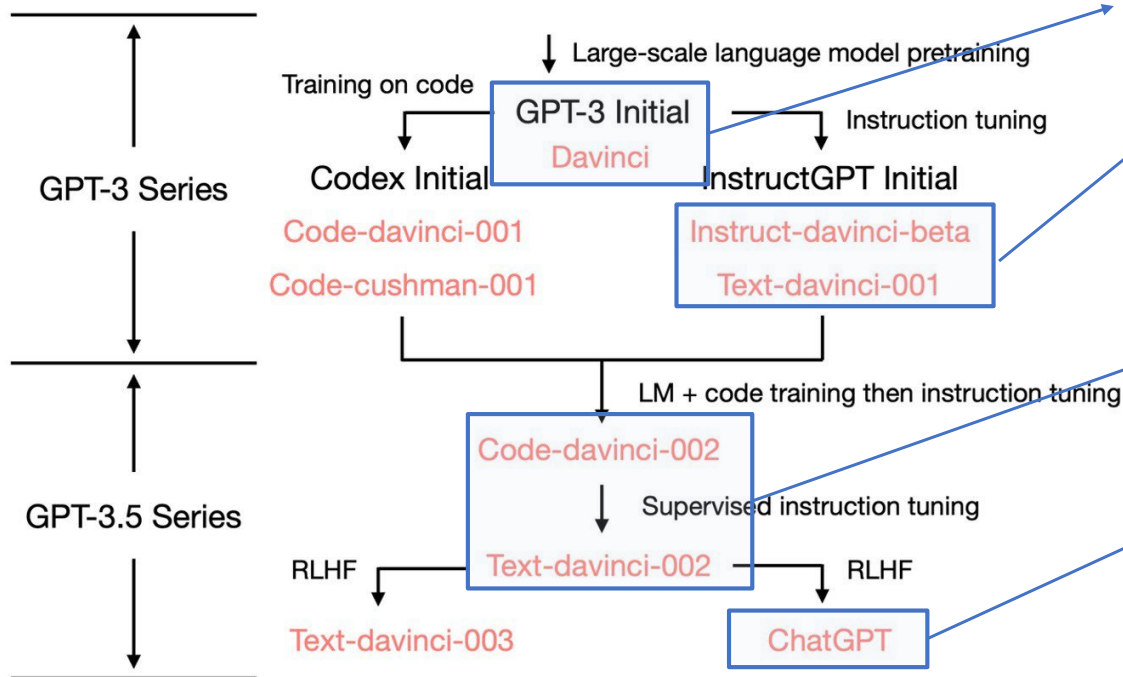 Large-scale language model pretraining
Training on code
GPT-3 Initial
Instruction tuning
Davinci
Codex Initial
InstructGPT Initial
GPT-3 Series
Code-davinci-001
Instruct-davinci-beta
Code-cushman-001
Text-davinci-001
LM + code training then instruction tuning
Code-davinci-002
GPT-3.5 Series
Supervised instruction tuning
RLHF
Text-davinci-002
RLHF
Text-davinci-003
ChatGPT